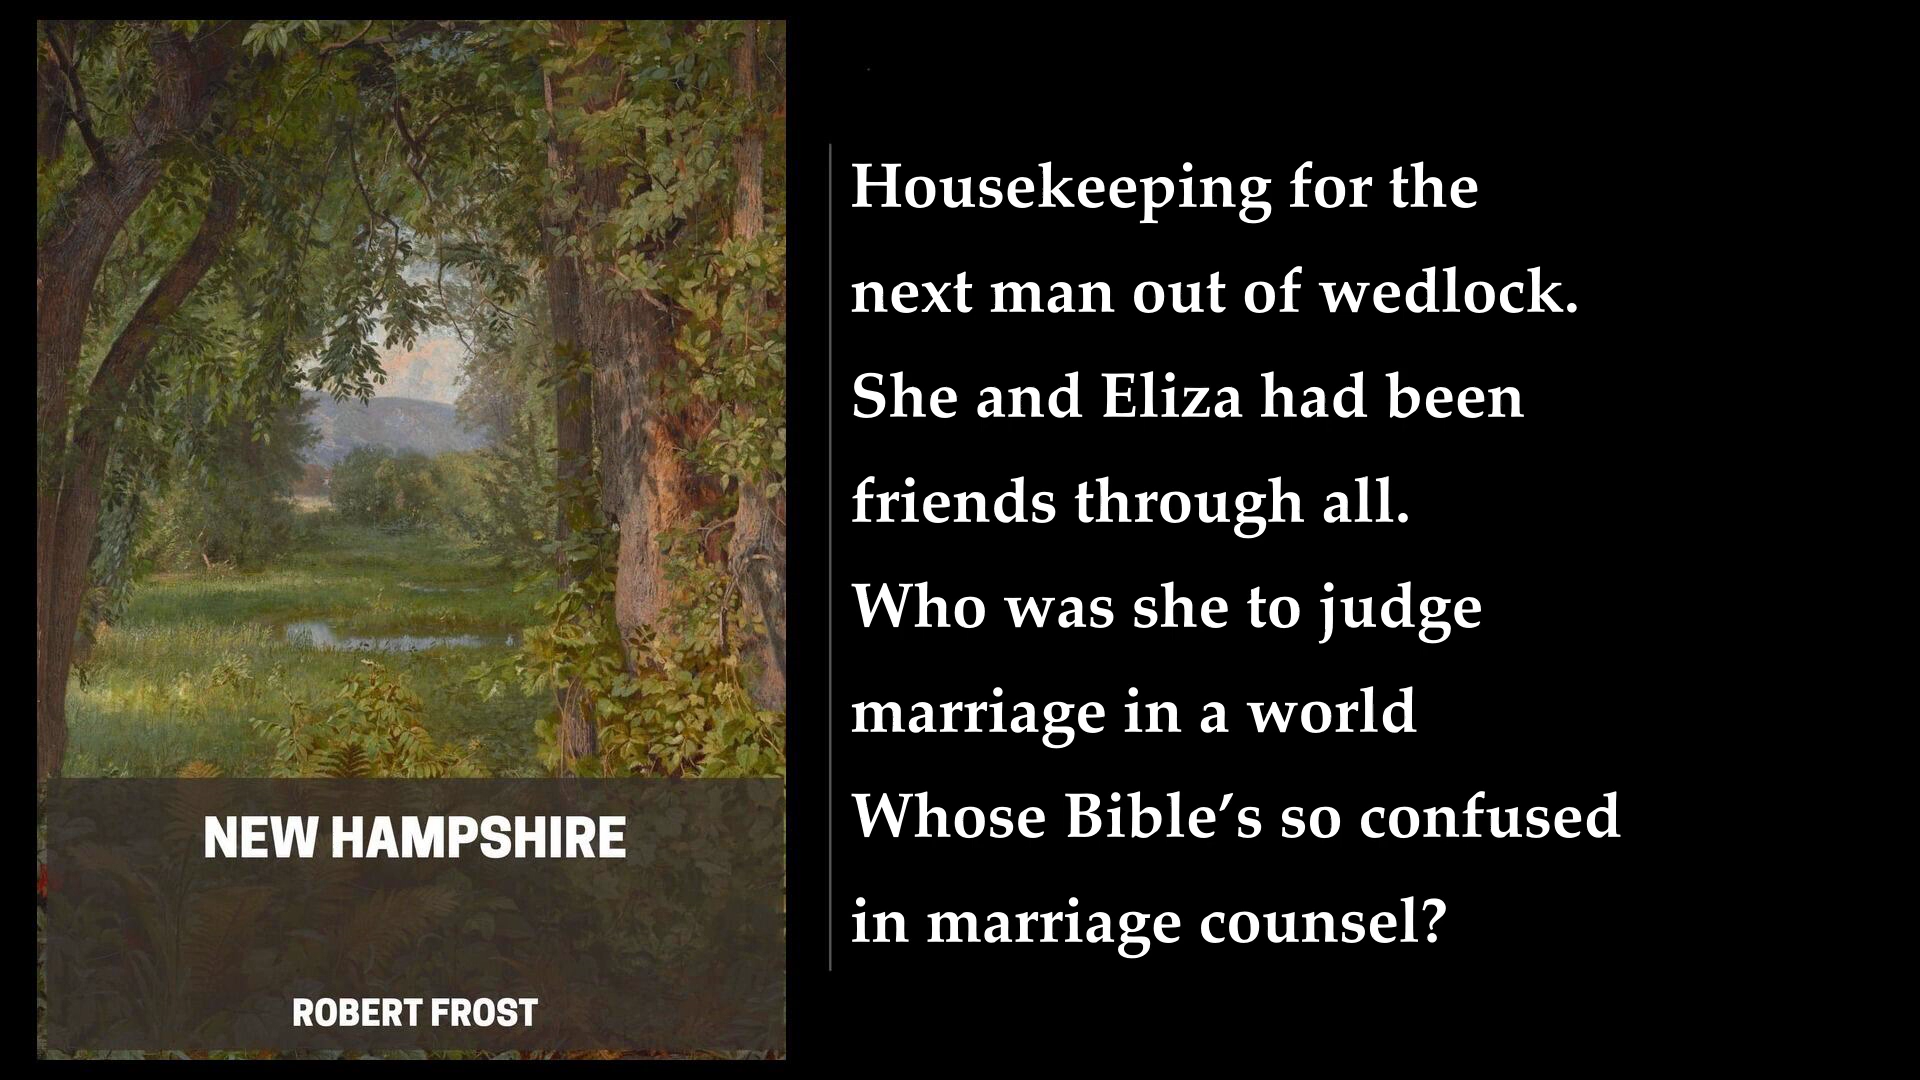 NEW HAMPSHIRE
ROBERT FROST
Housekeeping for the
next man out of wedlock.
She and Eliza had been
friends through all.
Who was she to judge
marriage in a world
Whose Bible’s so confused
in marriage counsel?